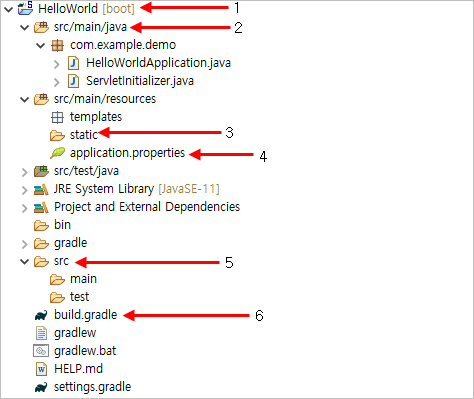 HelloWorld [boot] 1
src/main/java 2
com.example.demo
HelloWorldApplication.java
ServletInitializer.java
src/main/resources
templates
static 3
application.properties 4
src/test/java
JRE System Library [JavaSE-11]
Project and External Dependencies
bin
gradle
src 5
main
test
build.gradle 6
gradlew
gradlew.bat
HELP.md
settings.gradle